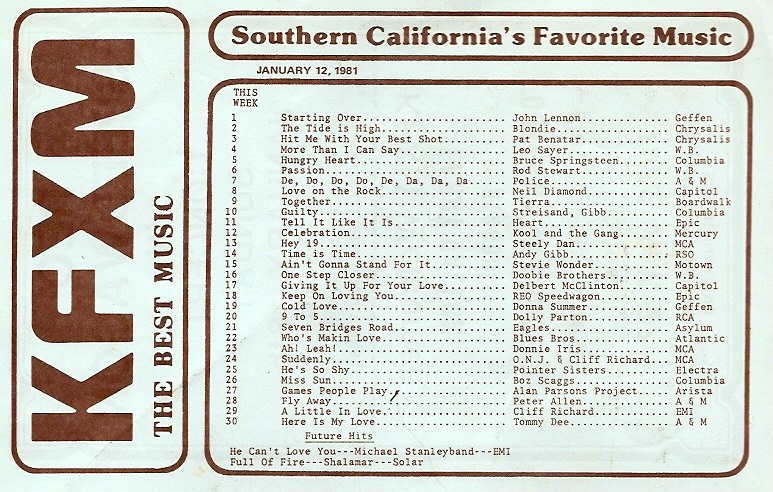 KFXM
THE BEST MUSIC
Southern California's Favorite Music
JANUARY 12, 1981
THIS
WEEK
1 Starting Over........................ John Lennon............. Geffen
2 The Tide is High..................... Blondie................. Chrysalis
3 Hit Me With Your Best Shot........... Pat Benatar............. Chrysalis
4 More Than I Can Say.................. Leo Sayer............... W.B.
5 Hungry Heart......................... Bruce Springsteen....... Columbia
6 Passion.............................. Rod Stewart............. W.B.
7 De, Do, Do, Do, De, Da, Da, Da....... Police.................. A & M
8 Love on the Rock..................... Neil Diamond............ Capitol
9 Together............................. Tierra.................. Boardwalk
10 Guilty............................... Streisand, Gibb......... Columbia
11 Tell It Like It Is................... Heart................... Epic
12 Celebration.......................... Kool and the Gang....... Mercury
13 Hey 19............................... Steely Dan.............. MCA
14 Time is Time......................... Andy Gibb............... RSO
15 Ain't Gonna Stand For It............. Stevie Wonder........... Motown
16 One Step Closer...................... Doobie Brothers......... W.B.
17 Giving It Up For Your Love........... Delbert McClinton....... Capitol
18 Keep On Loving You................... REO Speedwagon.......... Epic
19 Cold Love............................ Donna Summer............ Geffen
20 9 To 5............................... Dolly Parton............ RCA
21 Seven Bridges Road................... Eagles.................. Asylum
22 Who's Makin Love..................... Blues Bros.............. Atlantic
23 Ah! Leah!............................ Donnie Iris............. MCA
24 Suddenly............................. O.N.J. & Cliff Richard... MCA
25 He's So Shy.......................... Pointer Sisters......... Electra
26 Miss Sun............................. Boz Scaggs.............. Columbia
27 Games People Play.................... Alan Parsons Project.... Arista
28 Fly Away............................. Peter Allen............. A & M
29 A Little In Love..................... Cliff Richard........... EMI
30 Here Is My Love...................... Tommy Dee............... A & M
Future Hits
He Can't Love You---Michael Stanleyband---EMI
Full Of Fire---Shalamar---Solar